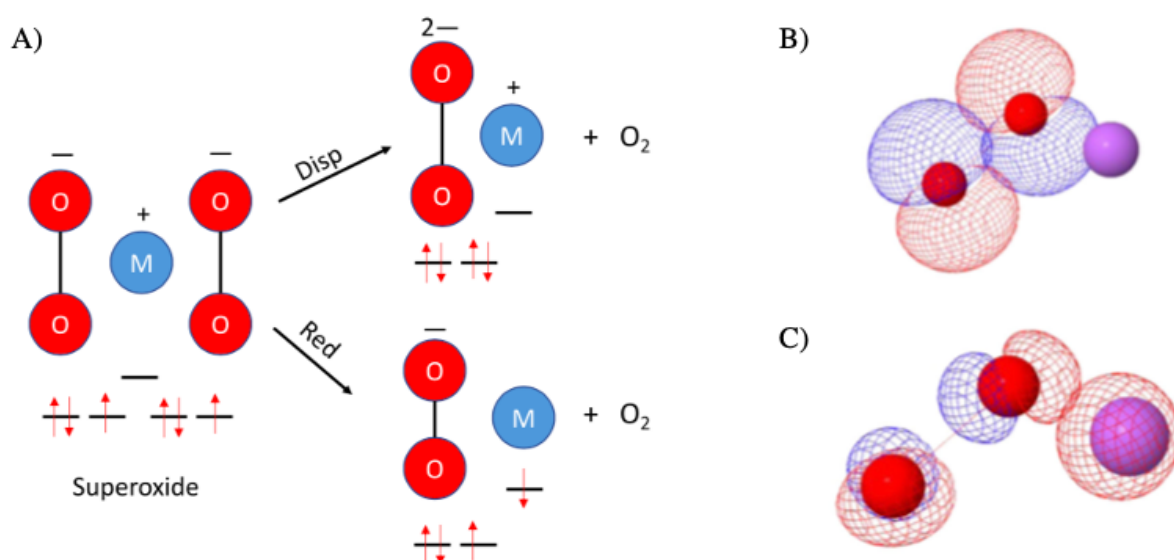 A)
— —
O O
+
M
O O
Superoxide
Disp
2—
O
+
M + O₂
O
Red
—
O
M + O₂
O
B)
C)